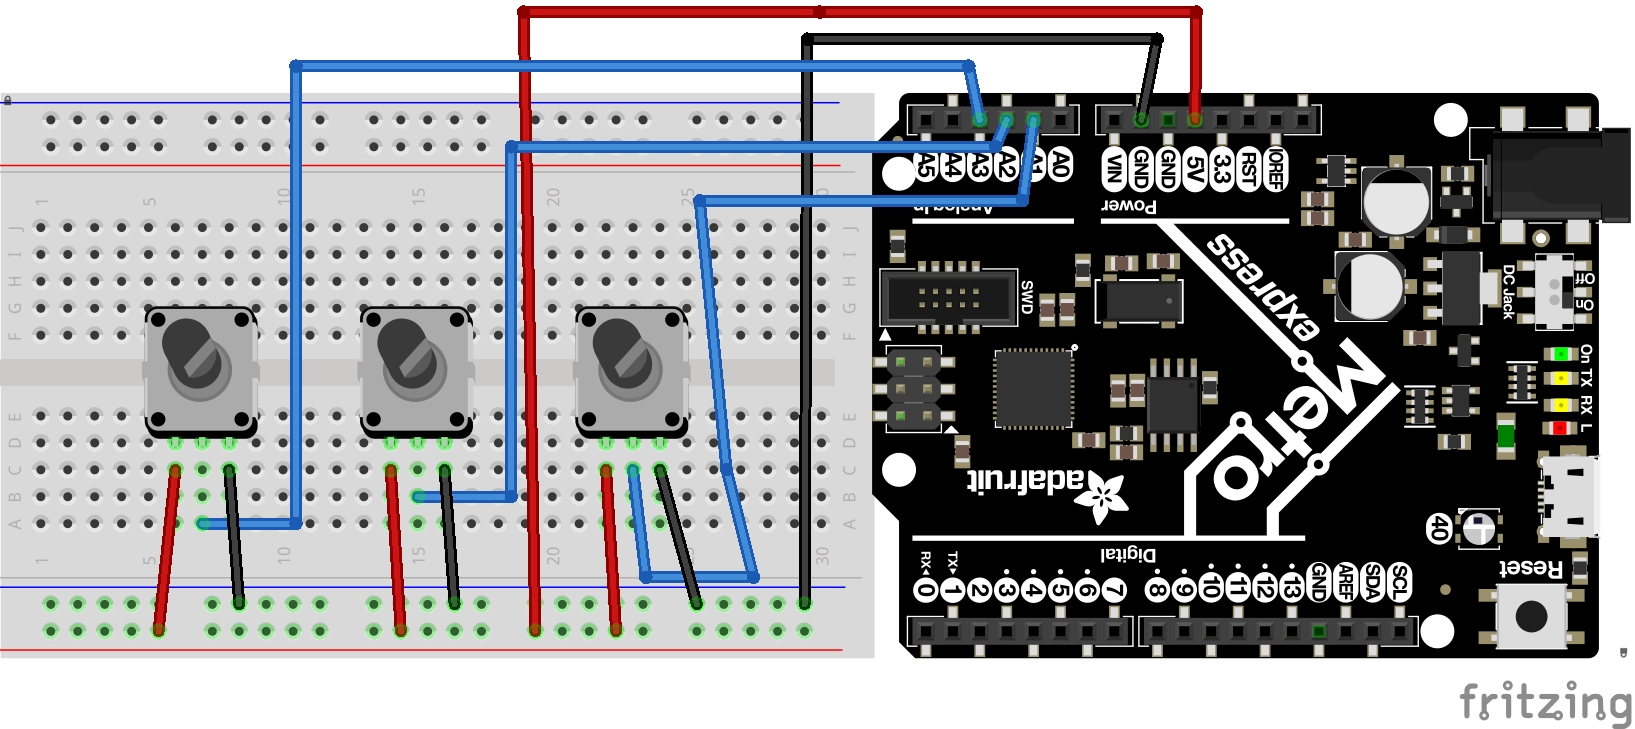 A5 A4 A3 A2 A1 A0
VIN GND GND 5V 3.3 RST IOREF
Analog In
Power
1 5 10 15 20 25 30
J J
I I
H H
G G
F F
E E
D D
C C
B B
A A
1 5 10 15 20 25 30
SWD
express
Metro
DC Jack
Off
On
On
TX
RX
L
adafruit
40
Reset
Digital
RX◂ TX▸
0 1 2 3 4 5 6 7
8 9 10 11 12 13 GND AREF SDA SCL
fritzing